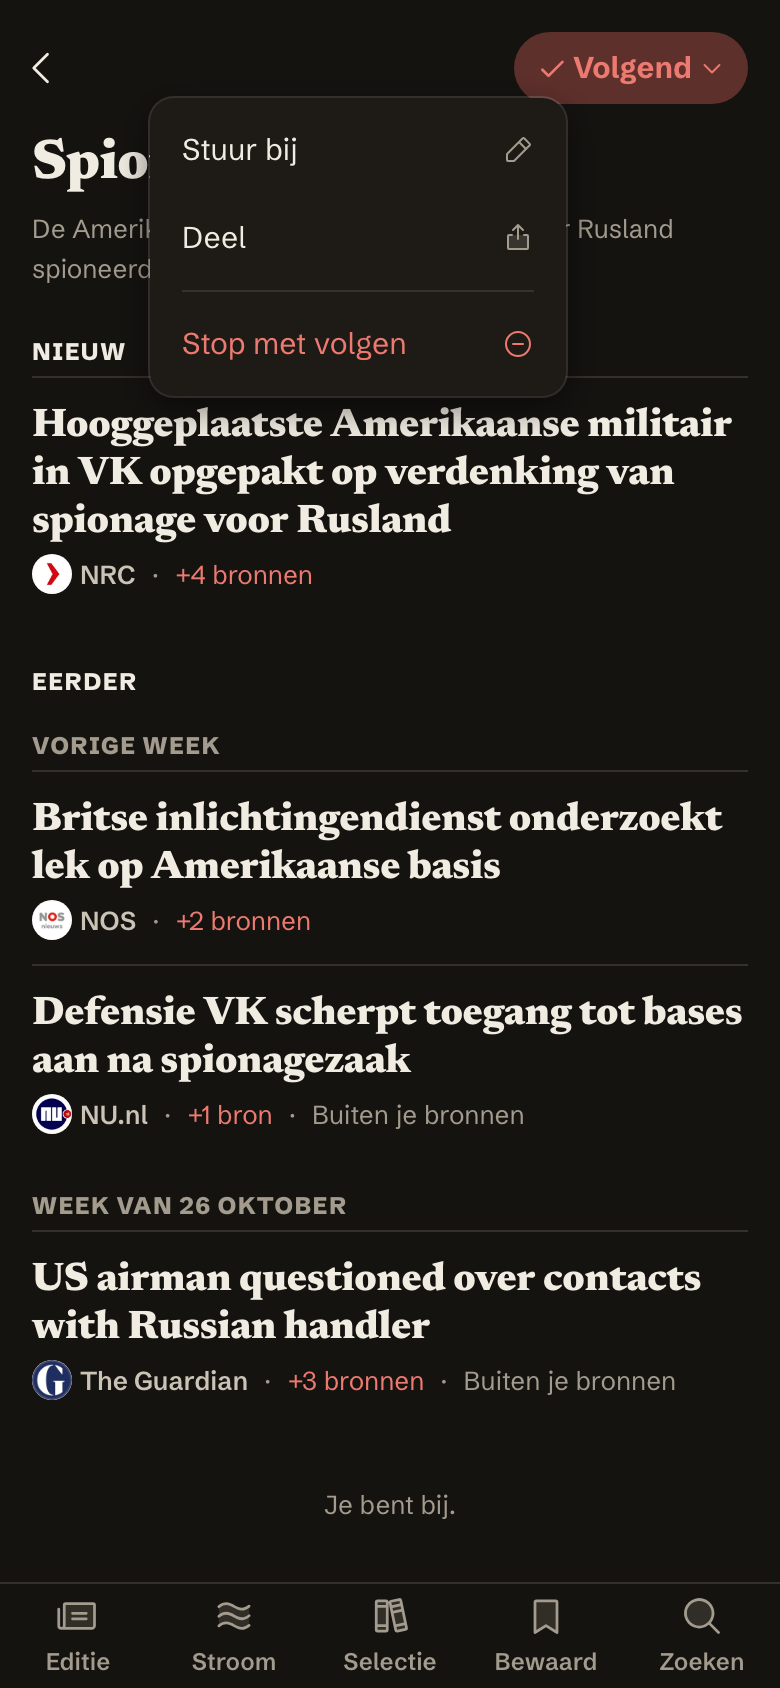 Volgend
Stuur bij
Deel
Stop met volgen
De
Rusland
NIEUW
Hooggeplaatste Amerikaanse militair
in VK opgepakt op verdenking van
spionage voor Rusland
NRC · +4 bronnen
EERDER
VORIGE WEEK
Britse inlichtingendienst onderzoekt
lek op Amerikaanse basis
NOS nieuws NOS · +2 bronnen
Defensie VK scherpt toegang tot bases
aan na spionagezaak
NU NU.nl · +1 bron · Buiten je bronnen
WEEK VAN 26 OKTOBER
US airman questioned over contacts
with Russian handler
G The Guardian · +3 bronnen · Buiten je bronnen
Je bent bij.
Editie Stroom Selectie Bewaard Zoeken